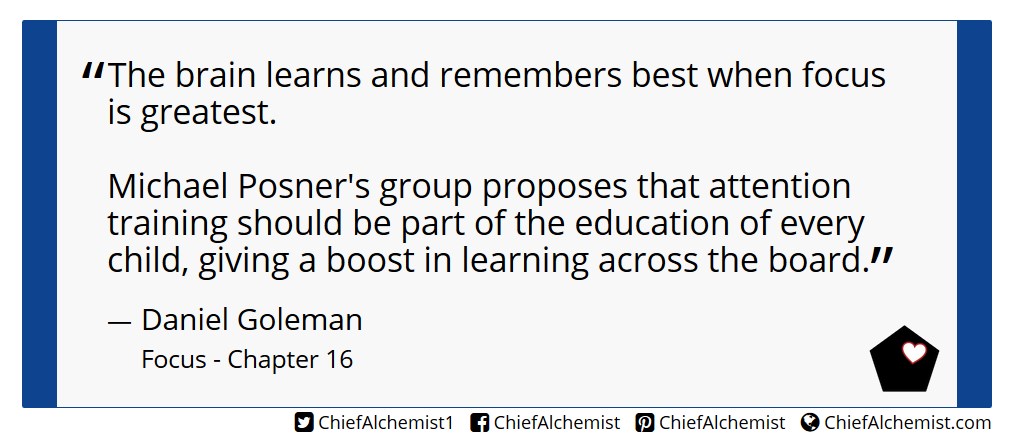 “The brain learns and remembers best when focus
is greatest.
Michael Posner's group proposes that attention
training should be part of the education of every
child, giving a boost in learning across the board.”
— Daniel Goleman
Focus - Chapter 16
ChiefAlchemist1 ChiefAlchemist ChiefAlchemist ChiefAlchemist.com